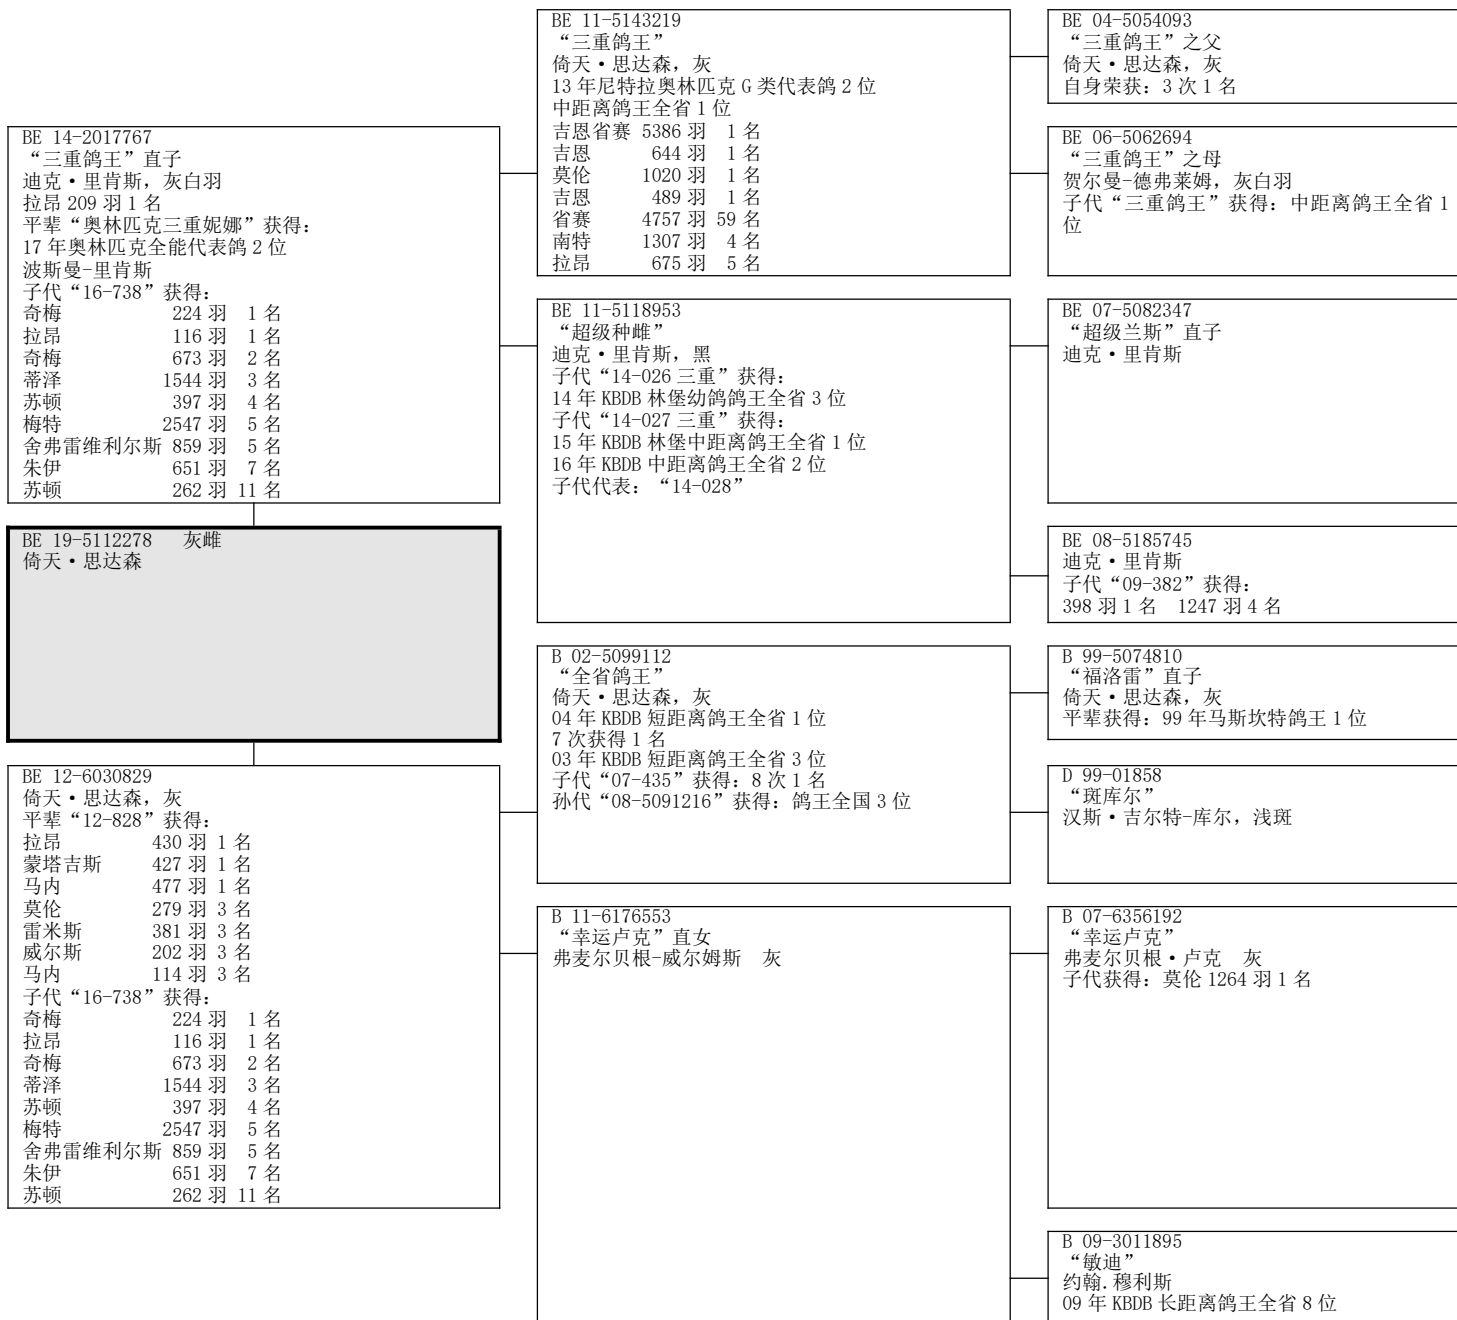 BE 14-2017767
“三重鸽王”直子
迪克·里肯斯，灰白羽
拉昂 209 羽 1 名
平辈“奥林匹克三重妮娜”获得：
17 年奥林匹克全能代表鸽 2 位
波斯曼-里肯斯
子代“16-738”获得：
奇梅 224 羽 1 名
拉昂 116 羽 1 名
奇梅 673 羽 2 名
蒂泽 1544 羽 3 名
苏顿 397 羽 4 名
梅特 2547 羽 5 名
舍弗雷维利尔斯 859 羽 5 名
朱伊 651 羽 7 名
苏顿 262 羽 11 名
BE 19-5112278 灰雌
倚天·思达森
BE 12-6030829
倚天·思达森，灰
平辈“12-828”获得：
拉昂 430 羽 1 名
蒙塔吉斯 427 羽 1 名
马内 477 羽 1 名
莫伦 279 羽 3 名
雷米斯 381 羽 3 名
威尔斯 202 羽 3 名
马内 114 羽 3 名
子代“16-738”获得：
奇梅 224 羽 1 名
拉昂 116 羽 1 名
奇梅 673 羽 2 名
蒂泽 1544 羽 3 名
苏顿 397 羽 4 名
梅特 2547 羽 5 名
舍弗雷维利尔斯 859 羽 5 名
朱伊 651 羽 7 名
苏顿 262 羽 11 名
BE 11-5143219
“三重鸽王”
倚天·思达森，灰
13 年尼特拉奥林匹克 G 类代表鸽 2 位
中距离鸽王全省 1 位
吉恩省赛 5386 羽 1 名
吉恩 644 羽 1 名
莫伦 1020 羽 1 名
吉恩 489 羽 1 名
省赛 4757 羽 59 名
南特 1307 羽 4 名
拉昂 675 羽 5 名
BE 11-5118953
“超级种雌”
迪克·里肯斯，黑
子代“14-026 三重”获得：
14 年 KBDB 林堡幼鸽鸽王全省 3 位
子代“14-027 三重”获得：
15 年 KBDB 林堡中距离鸽王全省 1 位
16 年 KBDB 中距离鸽王全省 2 位
子代代表：“14-028”
B 02-5099112
“全省鸽王”
倚天·思达森，灰
04 年 KBDB 短距离鸽王全省 1 位
7 次获得 1 名
03 年 KBDB 短距离鸽王全省 3 位
子代“07-435”获得：8 次 1 名
孙代“08-5091216”获得：鸽王全国 3 位
B 11-6176553
“幸运卢克”直女
弗麦尔贝根-威尔姆斯 灰
BE 04-5054093
“三重鸽王”之父
倚天·思达森，灰
自身荣获：3 次 1 名
BE 06-5062694
“三重鸽王”之母
贺尔曼-德弗莱姆，灰白羽
子代“三重鸽王”获得：中距离鸽王全省 1
位
BE 07-5082347
“超级兰斯”直子
迪克·里肯斯
BE 08-5185745
迪克·里肯斯
子代“09-382”获得：
398 羽 1 名 1247 羽 4 名
B 99-5074810
“福洛雷”直子
倚天·思达森，灰
平辈获得：99 年马斯坎特鸽王 1 位
D 99-01858
“斑库尔”
汉斯·吉尔特-库尔，浅斑
B 07-6356192
“幸运卢克”
弗麦尔贝根·卢克 灰
子代获得：莫伦 1264 羽 1 名
B 09-3011895
“敏迪”
约翰.穆利斯
09 年 KBDB 长距离鸽王全省 8 位